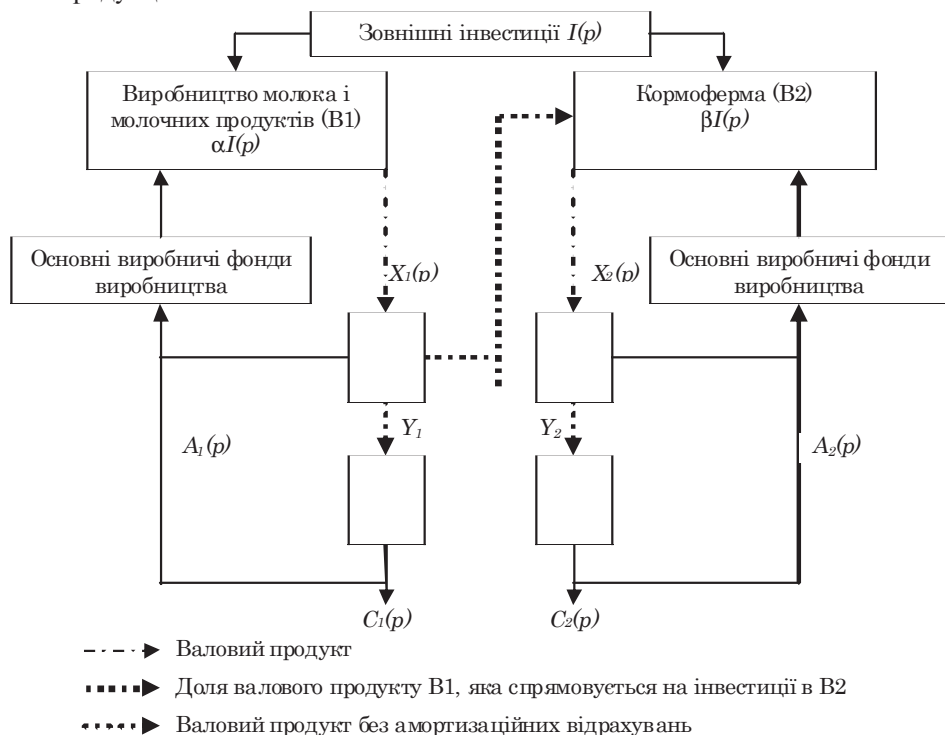 Зовнішні інвестиції I(p)
Виробництво молока і
молочних продуктів (В1)
αI(p)
Кормоферма (В2)
βI(p)
Основні виробничі фонди
виробництва
Основні виробничі фонди
виробництва
X₁(p)
X₂(p)
Y₁
Y₂
A₁(p)
A₂(p)
C₁(p)
C₂(p)
Валовий продукт
Доля валового продукту В1, яка спрямовується на інвестиції в В2
Валовий продукт без амортизаційних відрахувань